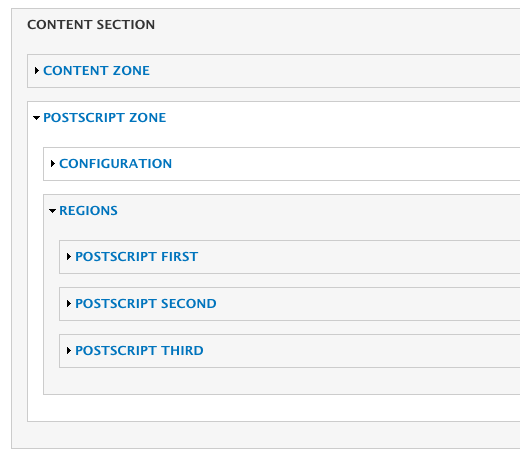 CONTENT SECTION
CONTENT ZONE
POSTSCRIPT ZONE
CONFIGURATION
REGIONS
POSTSCRIPT FIRST
POSTSCRIPT SECOND
POSTSCRIPT THIRD